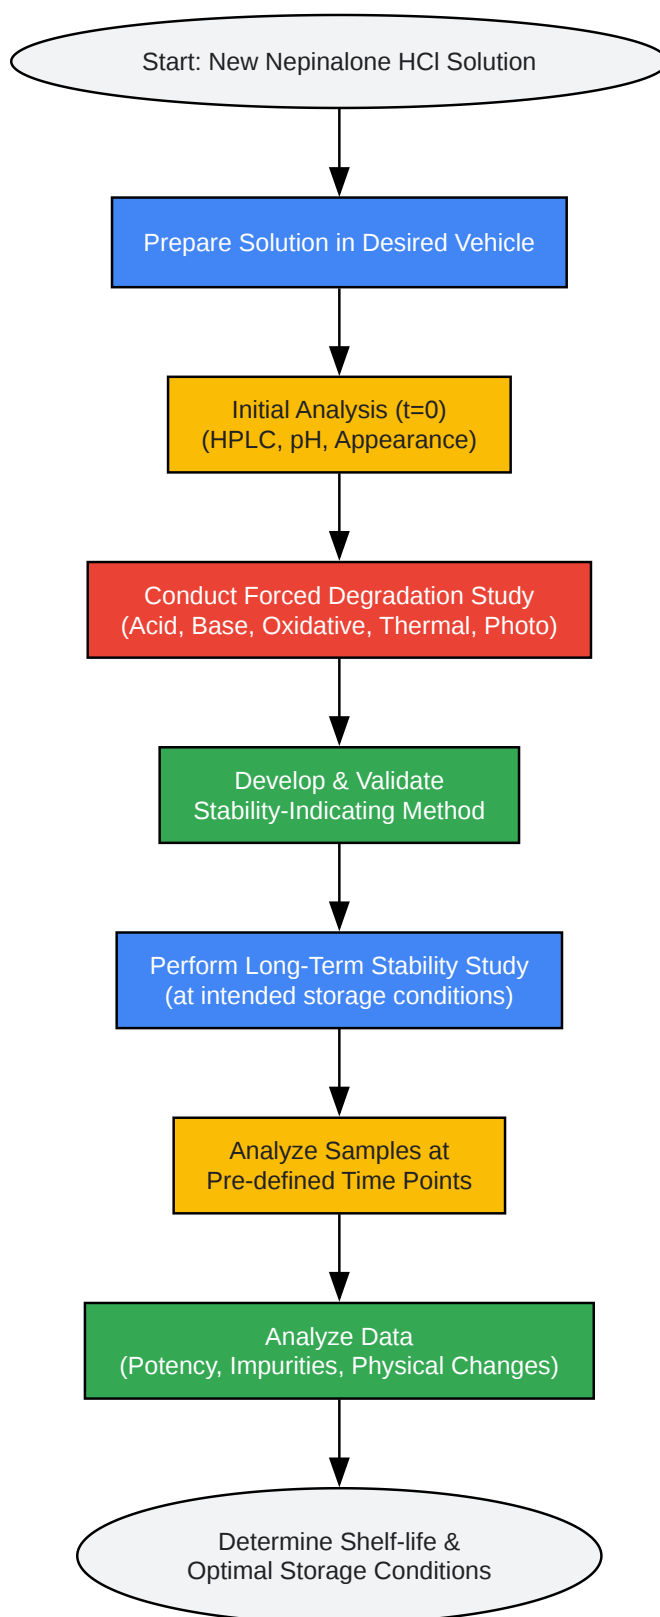 Start: New Nepinalone HCl Solution
Prepare Solution in Desired Vehicle
Initial Analysis (t=0)
(HPLC, pH, Appearance)
Conduct Forced Degradation Study
(Acid, Base, Oxidative, Thermal, Photo)
Develop & Validate
Stability-Indicating Method
Perform Long-Term Stability Study
(at intended storage conditions)
Analyze Samples at
Pre-defined Time Points
Analyze Data
(Potency, Impurities, Physical Changes)
Determine Shelf-life &
Optimal Storage Conditions